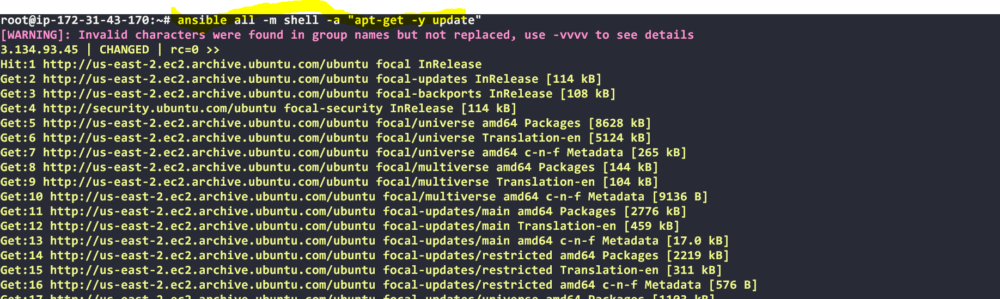 root@ip-172-31-43-170:~# ansible all -m shell -a "apt-get -y update"
[WARNING]: Invalid characters were found in group names but not replaced, use -vvvv to see details
3.134.93.45 | CHANGED | rc=0 >>
Hit:1 http://us-east-2.ec2.archive.ubuntu.com/ubuntu focal InRelease
Get:2 http://us-east-2.ec2.archive.ubuntu.com/ubuntu focal-updates InRelease [114 kB]
Get:3 http://us-east-2.ec2.archive.ubuntu.com/ubuntu focal-backports InRelease [108 kB]
Get:4 http://security.ubuntu.com/ubuntu focal-security InRelease [114 kB]
Get:5 http://us-east-2.ec2.archive.ubuntu.com/ubuntu focal/universe amd64 Packages [8628 kB]
Get:6 http://us-east-2.ec2.archive.ubuntu.com/ubuntu focal/universe Translation-en [5124 kB]
Get:7 http://us-east-2.ec2.archive.ubuntu.com/ubuntu focal/universe amd64 c-n-f Metadata [265 kB]
Get:8 http://us-east-2.ec2.archive.ubuntu.com/ubuntu focal/multiverse amd64 Packages [144 kB]
Get:9 http://us-east-2.ec2.archive.ubuntu.com/ubuntu focal/multiverse Translation-en [104 kB]
Get:10 http://us-east-2.ec2.archive.ubuntu.com/ubuntu focal/multiverse amd64 c-n-f Metadata [9136 B]
Get:11 http://us-east-2.ec2.archive.ubuntu.com/ubuntu focal-updates/main amd64 Packages [2776 kB]
Get:12 http://us-east-2.ec2.archive.ubuntu.com/ubuntu focal-updates/main Translation-en [459 kB]
Get:13 http://us-east-2.ec2.archive.ubuntu.com/ubuntu focal-updates/main amd64 c-n-f Metadata [17.0 kB]
Get:14 http://us-east-2.ec2.archive.ubuntu.com/ubuntu focal-updates/restricted amd64 Packages [2219 kB]
Get:15 http://us-east-2.ec2.archive.ubuntu.com/ubuntu focal-updates/restricted Translation-en [311 kB]
Get:16 http://us-east-2.ec2.archive.ubuntu.com/ubuntu focal-updates/restricted amd64 c-n-f Metadata [576 B]
Get:17 http://us-east-2.ec2.archive.ubuntu.com/ubuntu focal-updates/universe amd64 Packages [1103 kB]